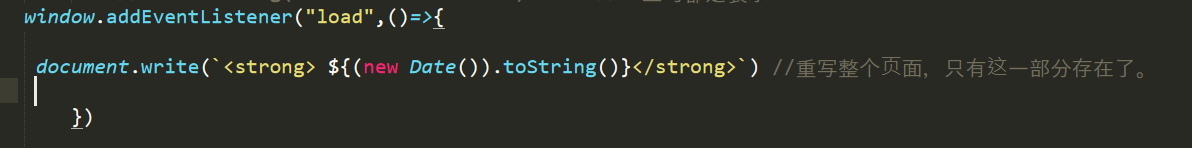 window.addEventListener("load",()=>{
document.write(`<strong> ${(new Date()).toString()}</strong>`) //重写整个页面，只有这一部分存在了。
})